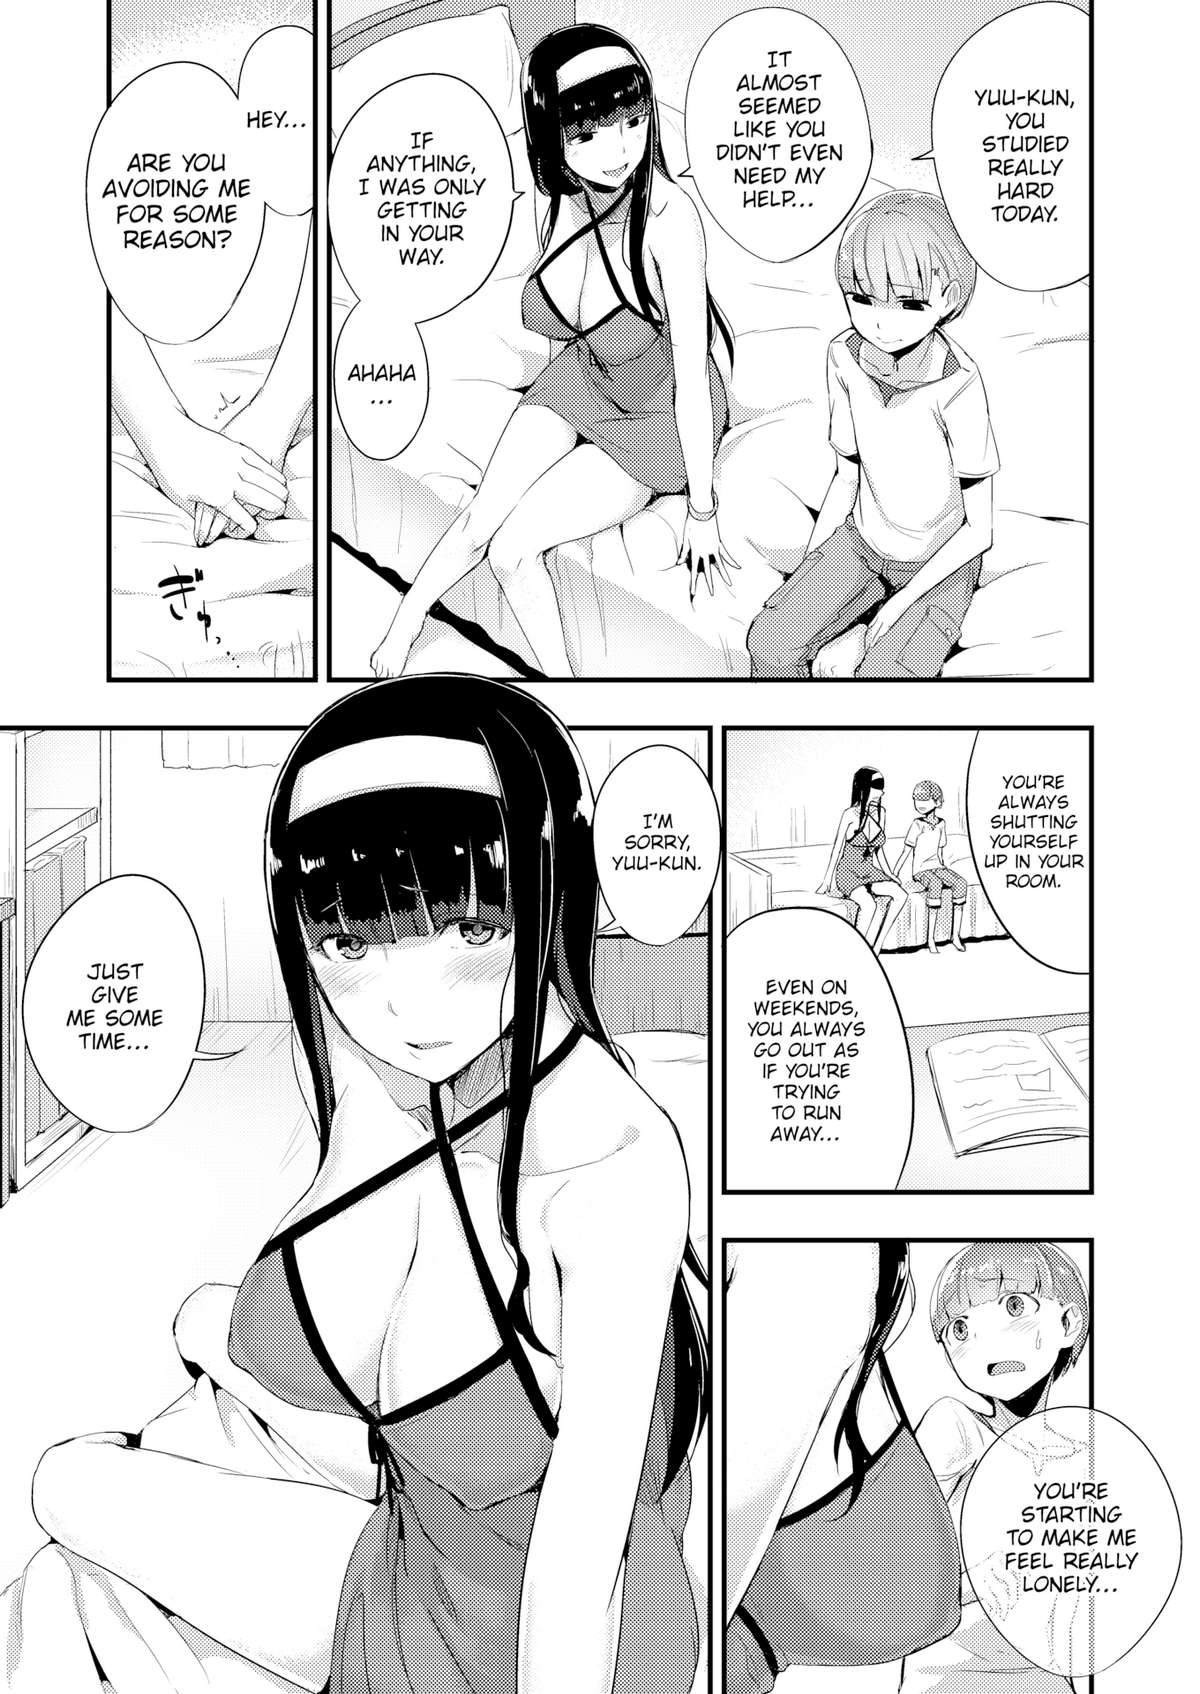 YUU-KUN,
YOU
STUDIED
REALLY
HARD
TODAY.
IT
ALMOST
SEEMED
LIKE YOU
DIDN'T EVEN
NEED MY
HELP...
IF
ANYTHING,
I WAS ONLY
GETTING
IN YOUR
WAY.
AHAHA
...
HEY...
ARE YOU
AVOIDING ME
FOR SOME
REASON?
ぎゅっ
YOU'RE
ALWAYS
SHUTTING
YOURSELF
UP IN YOUR
ROOM.
EVEN ON
WEEKENDS,
YOU ALWAYS
GO OUT AS
IF YOU'RE
TRYING
TO RUN
AWAY...
YOU'RE
STARTING
TO MAKE ME
FEEL REALLY
LONELY...
I'M
SORRY,
YUU-KUN.
JUST
GIVE
ME SOME
TIME...